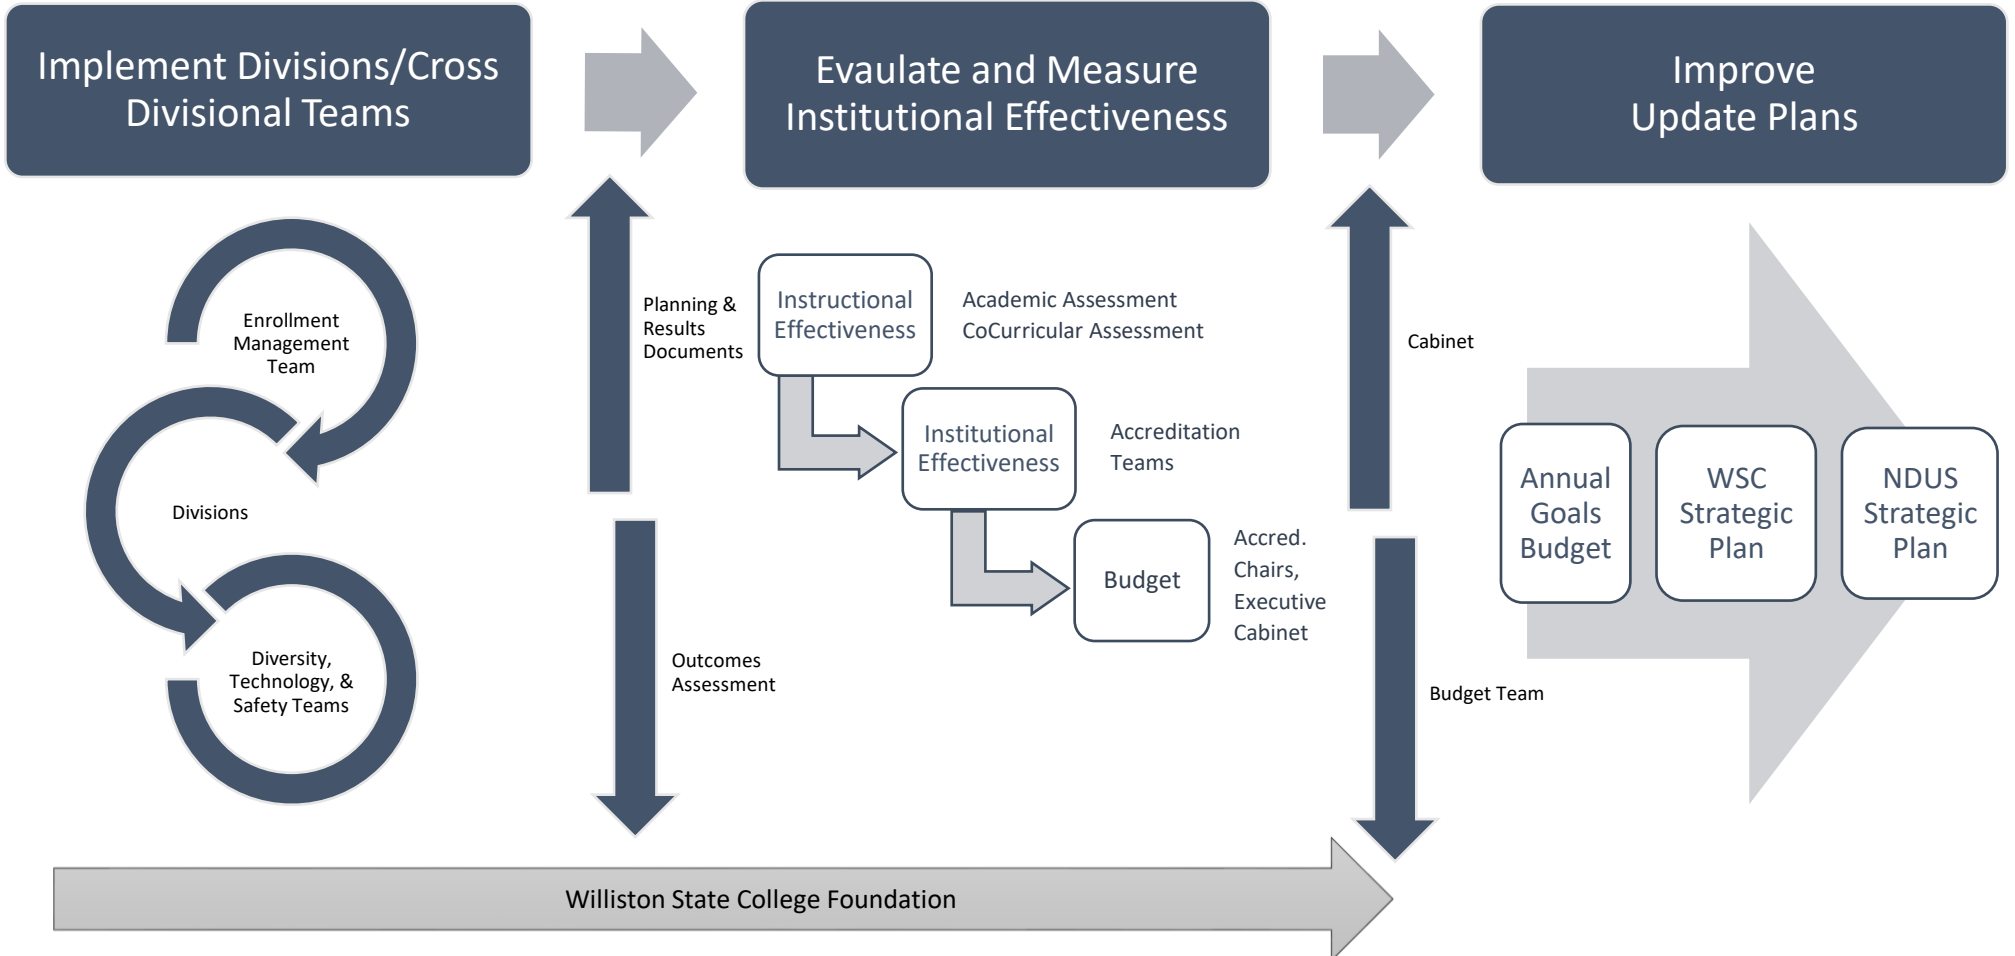 Implement Divisions/Cross
Divisional Teams
Evaulate and Measure
Institutional Effectiveness
Improve
Update Plans
Enrollment
Management
Team
Divisions
Diversity,
Technology, &
Safety Teams
Planning &
Results
Documents
Outcomes
Assessment
Instructional
Effectiveness
Academic Assessment
CoCurricular Assessment
Institutional
Effectiveness
Accreditation
Teams
Budget
Accred.
Chairs,
Executive
Cabinet
Cabinet
Budget Team
Annual
Goals
Budget
WSC
Strategic
Plan
NDUS
Strategic
Plan
Williston State College Foundation